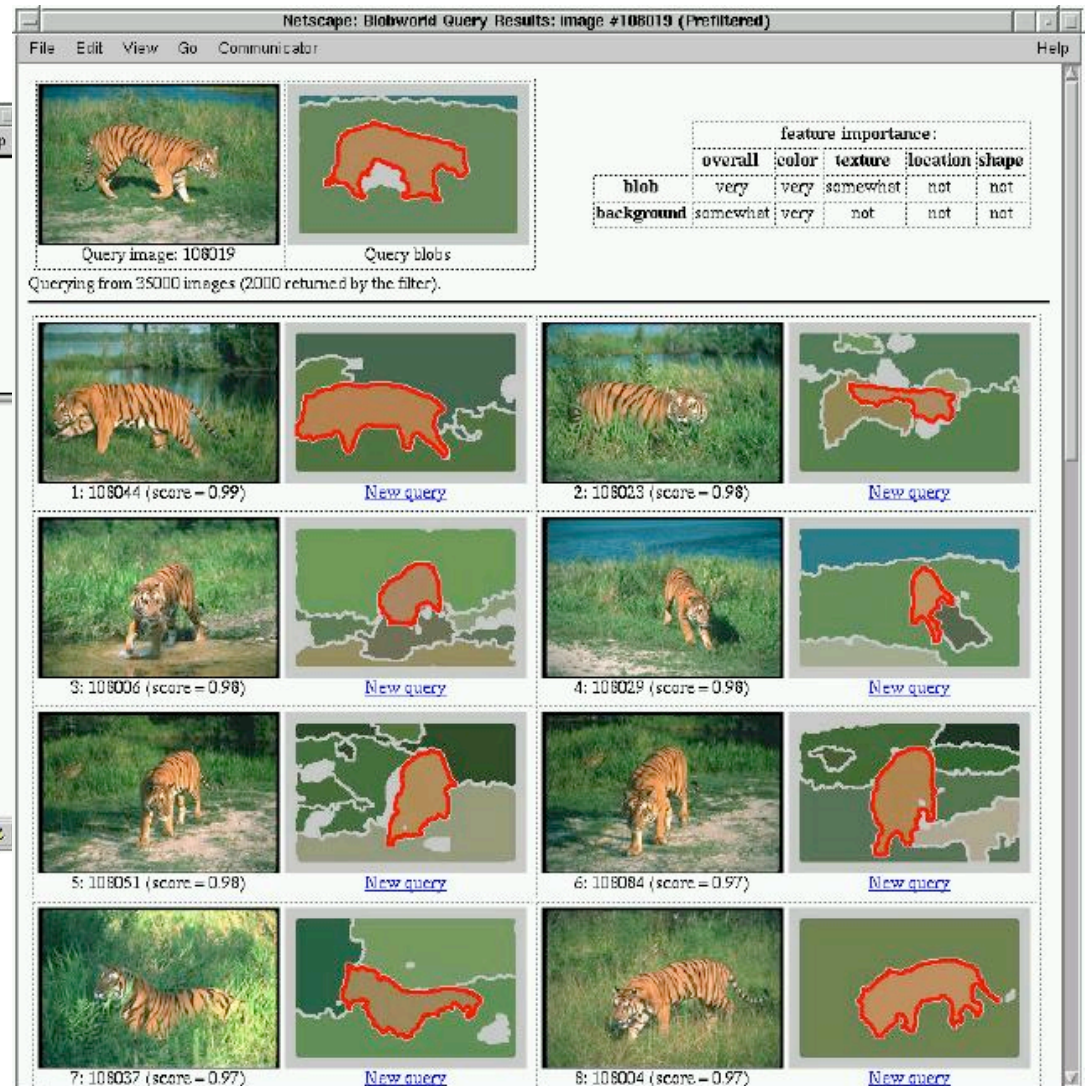 Netscape: Blobworld Query Results: image #108019 (Prefiltered)
File Edit View Go Communicator Help
feature importance:
overall color texture location shape
blob very very somewhat not not
background somewhat very not not not
Query image: 108019 Query blobs
Querying from 35000 images (2000 returned by the filter).
1: 108044 (score = 0.99) New query 2: 108023 (score = 0.98) New query
3: 108006 (score = 0.98) New query 4: 108029 (score = 0.98) New query
5: 108051 (score = 0.98) New query 6: 108084 (score = 0.97) New query
7: 108037 (score = 0.97) New query 8: 108004 (score = 0.97) New query